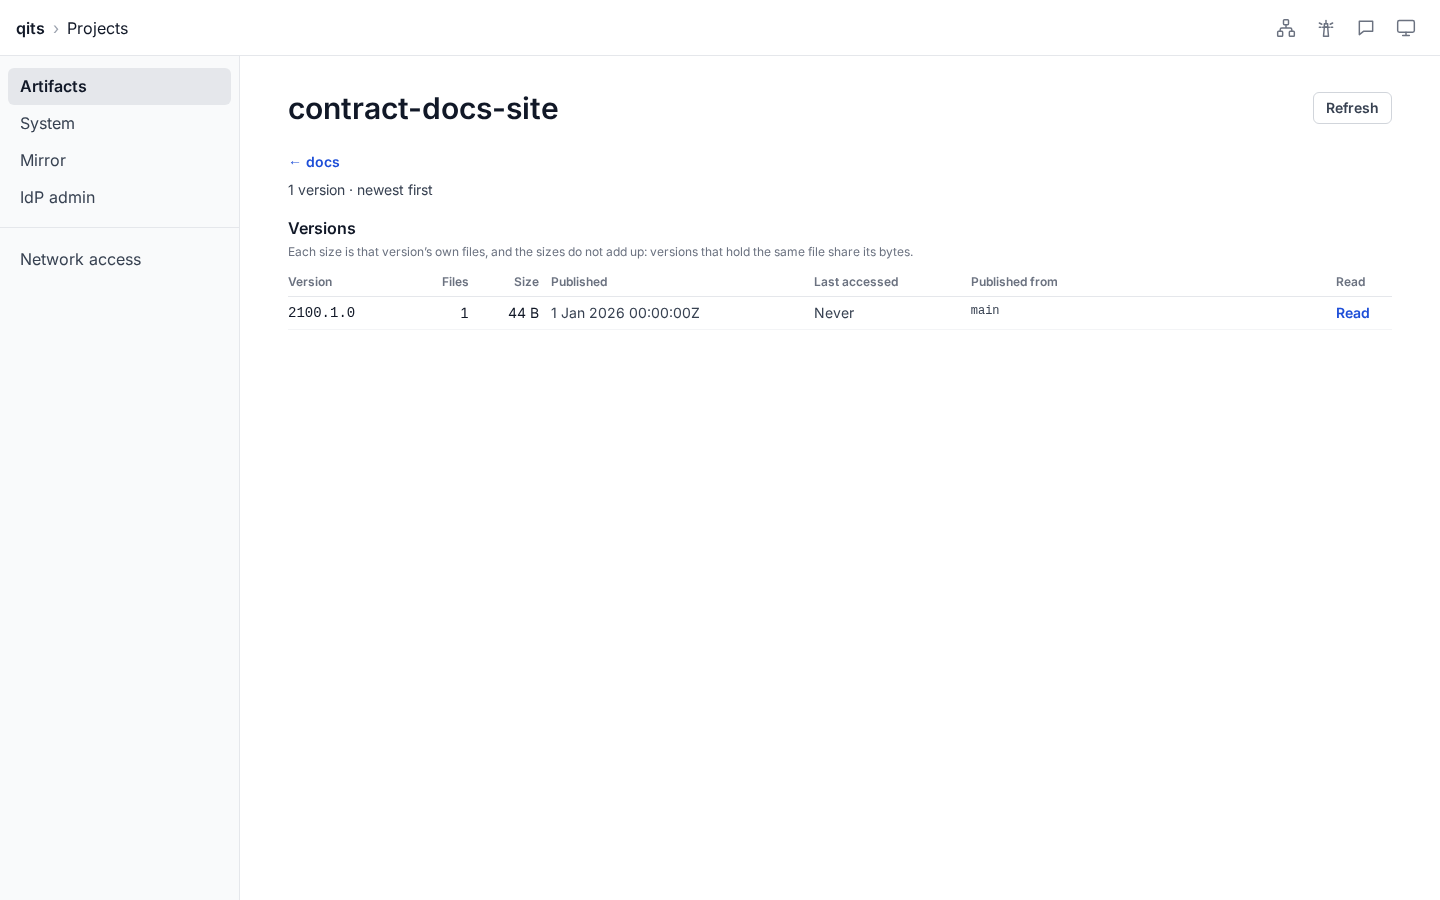 qits › Projects
Artifacts
System
Mirror
IdP admin
Network access
contract-docs-site
Refresh
← docs
1 version · newest first
Versions
Each size is that version’s own files, and the sizes do not add up: versions that hold the same file share its bytes.
Version Files Size Published Last accessed Published from Read
2100.1.0 1 44 B 1 Jan 2026 00:00:00Z Never main Read